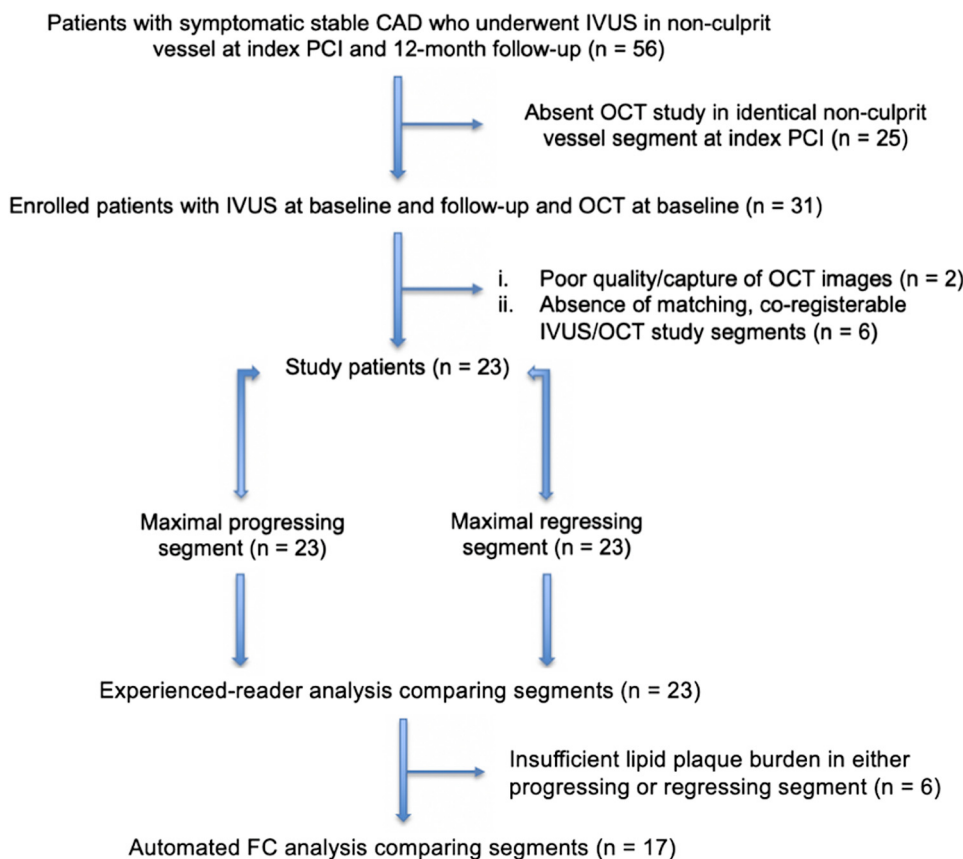 Patients with symptomatic stable CAD who underwent IVUS in non-culprit
vessel at index PCI and 12-month follow-up (n = 56)
Absent OCT study in identical non-culprit
vessel segment at index PCI (n = 25)
Enrolled patients with IVUS at baseline and follow-up and OCT at baseline (n = 31)
i. Poor quality/capture of OCT images (n = 2)
ii. Absence of matching, co-registerable
IVUS/OCT study segments (n = 6)
Study patients (n = 23)
Maximal progressing
segment (n = 23)
Maximal regressing
segment (n = 23)
Experienced-reader analysis comparing segments (n = 23)
Insufficient lipid plaque burden in either
progressing or regressing segment (n = 6)
Automated FC analysis comparing segments (n = 17)